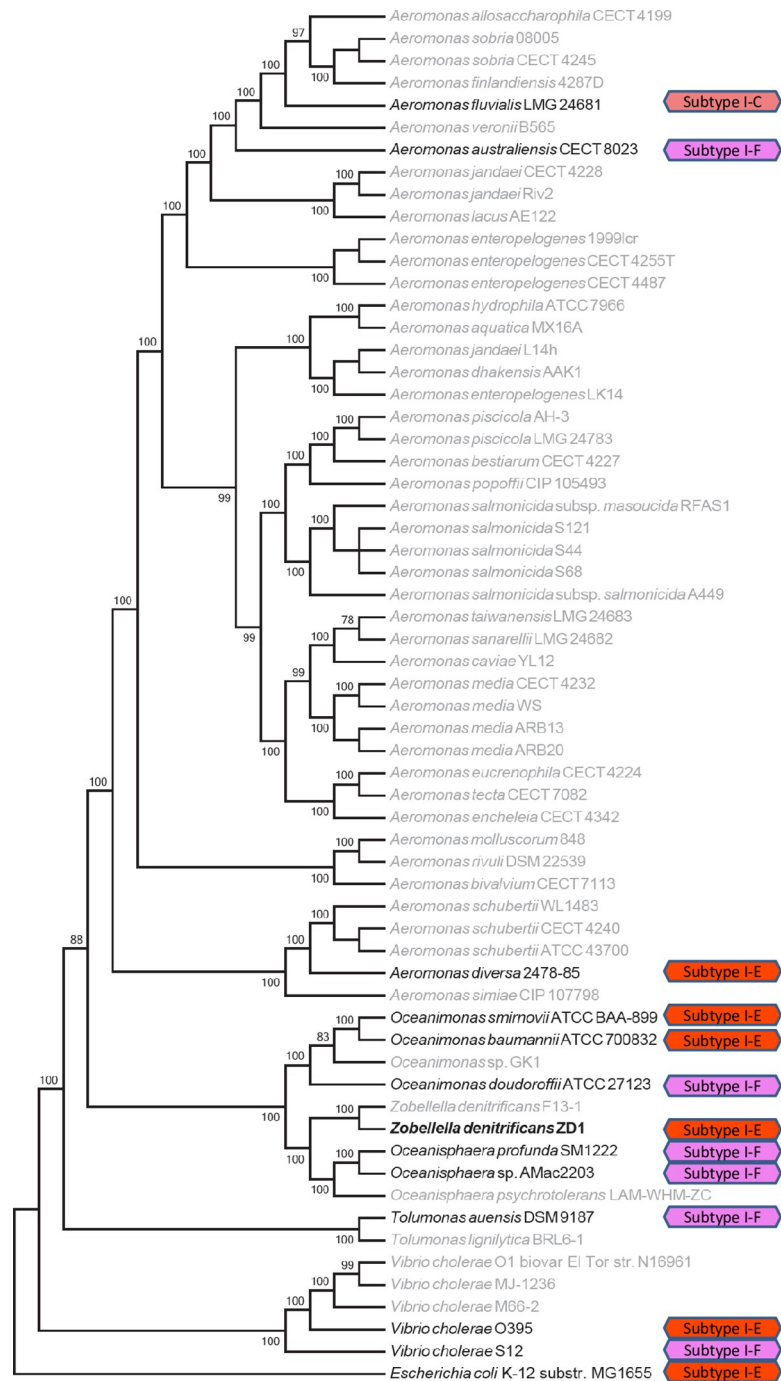 Aeromonas allosaccharophila CECT 4199
97
Aeromonas sobria 08005
100
Aeromonas sobria CECT 4245
100
Aeromonas finlandiensis 4287D
100
Aeromonas fluvialis LMG 24681 Subtype I-C
100
Aeromonas veronii B565
100
Aeromonas australiensis CECT 8023 Subtype I-F
100
Aeromonas jandaei CECT 4228
100
Aeromonas jandaei Riv2
100
Aeromonas lacus AE122
100
Aeromonas enteropelogenes 1999lcr
Aeromonas enteropelogenes CECT 4255T
100
Aeromonas enteropelogenes CECT 4487
Aeromonas hydrophila ATCC 7966
100
Aeromonas aquatica MX16A
100
Aeromonas jandaei L14h
100
Aeromonas dhakensis AAK1
100
Aeromonas enteropelogenes LK14
Aeromonas piscicola AH-3
100
Aeromonas piscicola LMG 24783
100
Aeromonas bestiarum CECT 4227
100
Aeromonas popoffii CIP 105493
99
Aeromonas salmonicida subsp. masoucida RFAS1
100
Aeromonas salmonicida S121
Aeromonas salmonicida S44
100
Aeromonas salmonicida S68
Aeromonas salmonicida subsp. salmonicida A449
100
Aeromonas taiwanensis LMG 24683
78
99
Aeromonas sanarellii LMG 24682
100
Aeromonas caviae YL12
99
Aeromonas media CECT 4232
100
Aeromonas media WS
Aeromonas media ARB13
100
100
Aeromonas media ARB20
Aeromonas eucrenophila CECT 4224
100
100
Aeromonas tecta CECT 7082
Aeromonas encheleia CECT 4342
100
Aeromonas molluscorum 848
100
Aeromonas rivuli DSM 22539
100
Aeromonas bivalvium CECT 7113
Aeromonas schubertii WL1483
100
Aeromonas schubertii CECT 4240
100
88
Aeromonas schubertii ATCC 43700
Aeromonas diversa 2478-85 Subtype I-E
100
Aeromonas simiae CIP 107798
Oceanimonas smirnovii ATCC BAA-899 Subtype I-E
100
Oceanimonas baumannii ATCC 700832 Subtype I-E
83
Oceanimonas sp. GK1
100
100
Oceanimonas doudoroffii ATCC 27123 Subtype I-F
Zobellella denitrificans F13-1
100
100
Zobellella denitrificans ZD1 Subtype I-E
Oceanisphaera profunda SM1222 Subtype I-F
100
100
Oceanisphaera sp. AMac2203 Subtype I-F
Oceanisphaera psychrotolerans LAM-WHM-ZC
100
Tolumonas auensis DSM 9187 Subtype I-F
Tolumonas lignilytica BRL6-1
100
Vibrio cholerae O1 biovar El Tor str. N16961
99
Vibrio cholerae MJ-1236
100
Vibrio cholerae M66-2
100
Vibrio cholerae O395 Subtype I-E
Vibrio cholerae S12 Subtype I-F
100
Escherichia coli K-12 substr. MG1655 Subtype I-E